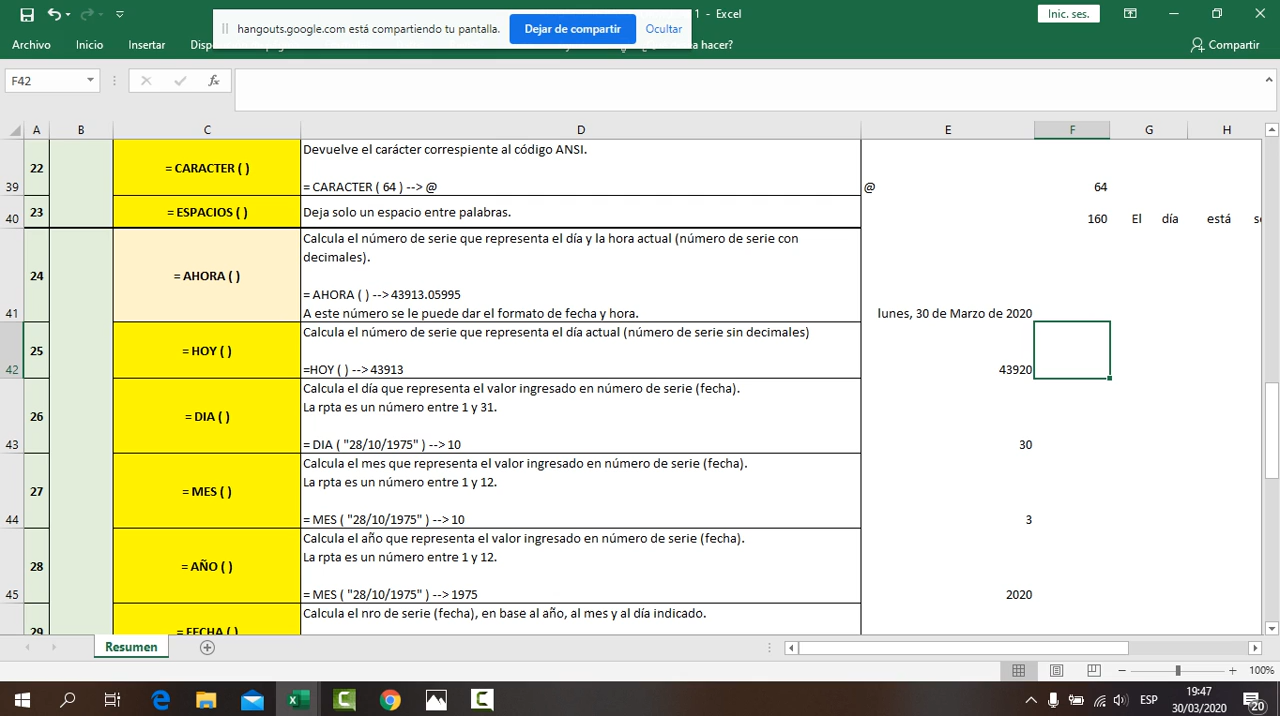 hangouts.google.com está compartiendo tu pantalla.
Dejar de compartir
Ocultar
1 - Excel
Inic. ses.
Archivo
Inicio
Insertar
hacer?
Compartir
F42
fx
A B C D E F G H
39
22
= CARACTER ( )
Devuelve el carácter correspiente al código ANSI.
= CARACTER ( 64 ) --> @
@
64
40
23
= ESPACIOS ( )
Deja solo un espacio entre palabras.
160
El día está
41
24
= AHORA ( )
Calcula el número de serie que representa el día y la hora actual (número de serie con
decimales).
= AHORA ( ) --> 43913.05995
A este número se le puede dar el formato de fecha y hora.
lunes, 30 de Marzo de 2020
42
25
= HOY ( )
Calcula el número de serie que representa el día actual (número de serie sin decimales)
=HOY ( ) --> 43913
43920
43
26
= DIA ( )
Calcula el día que representa el valor ingresado en número de serie (fecha).
La rpta es un número entre 1 y 31.
= DIA ( "28/10/1975" ) --> 10
30
44
27
= MES ( )
Calcula el mes que representa el valor ingresado en número de serie (fecha).
La rpta es un número entre 1 y 12.
= MES ( "28/10/1975" ) --> 10
3
45
28
= AÑO ( )
Calcula el año que representa el valor ingresado en número de serie (fecha).
La rpta es un número entre 1 y 12.
= MES ( "28/10/1975" ) --> 1975
2020
29
= FECHA ( )
Calcula el nro de serie (fecha), en base al año, al mes y al día indicado.
Resumen
100%
ESP
19:47
30/03/2020
20